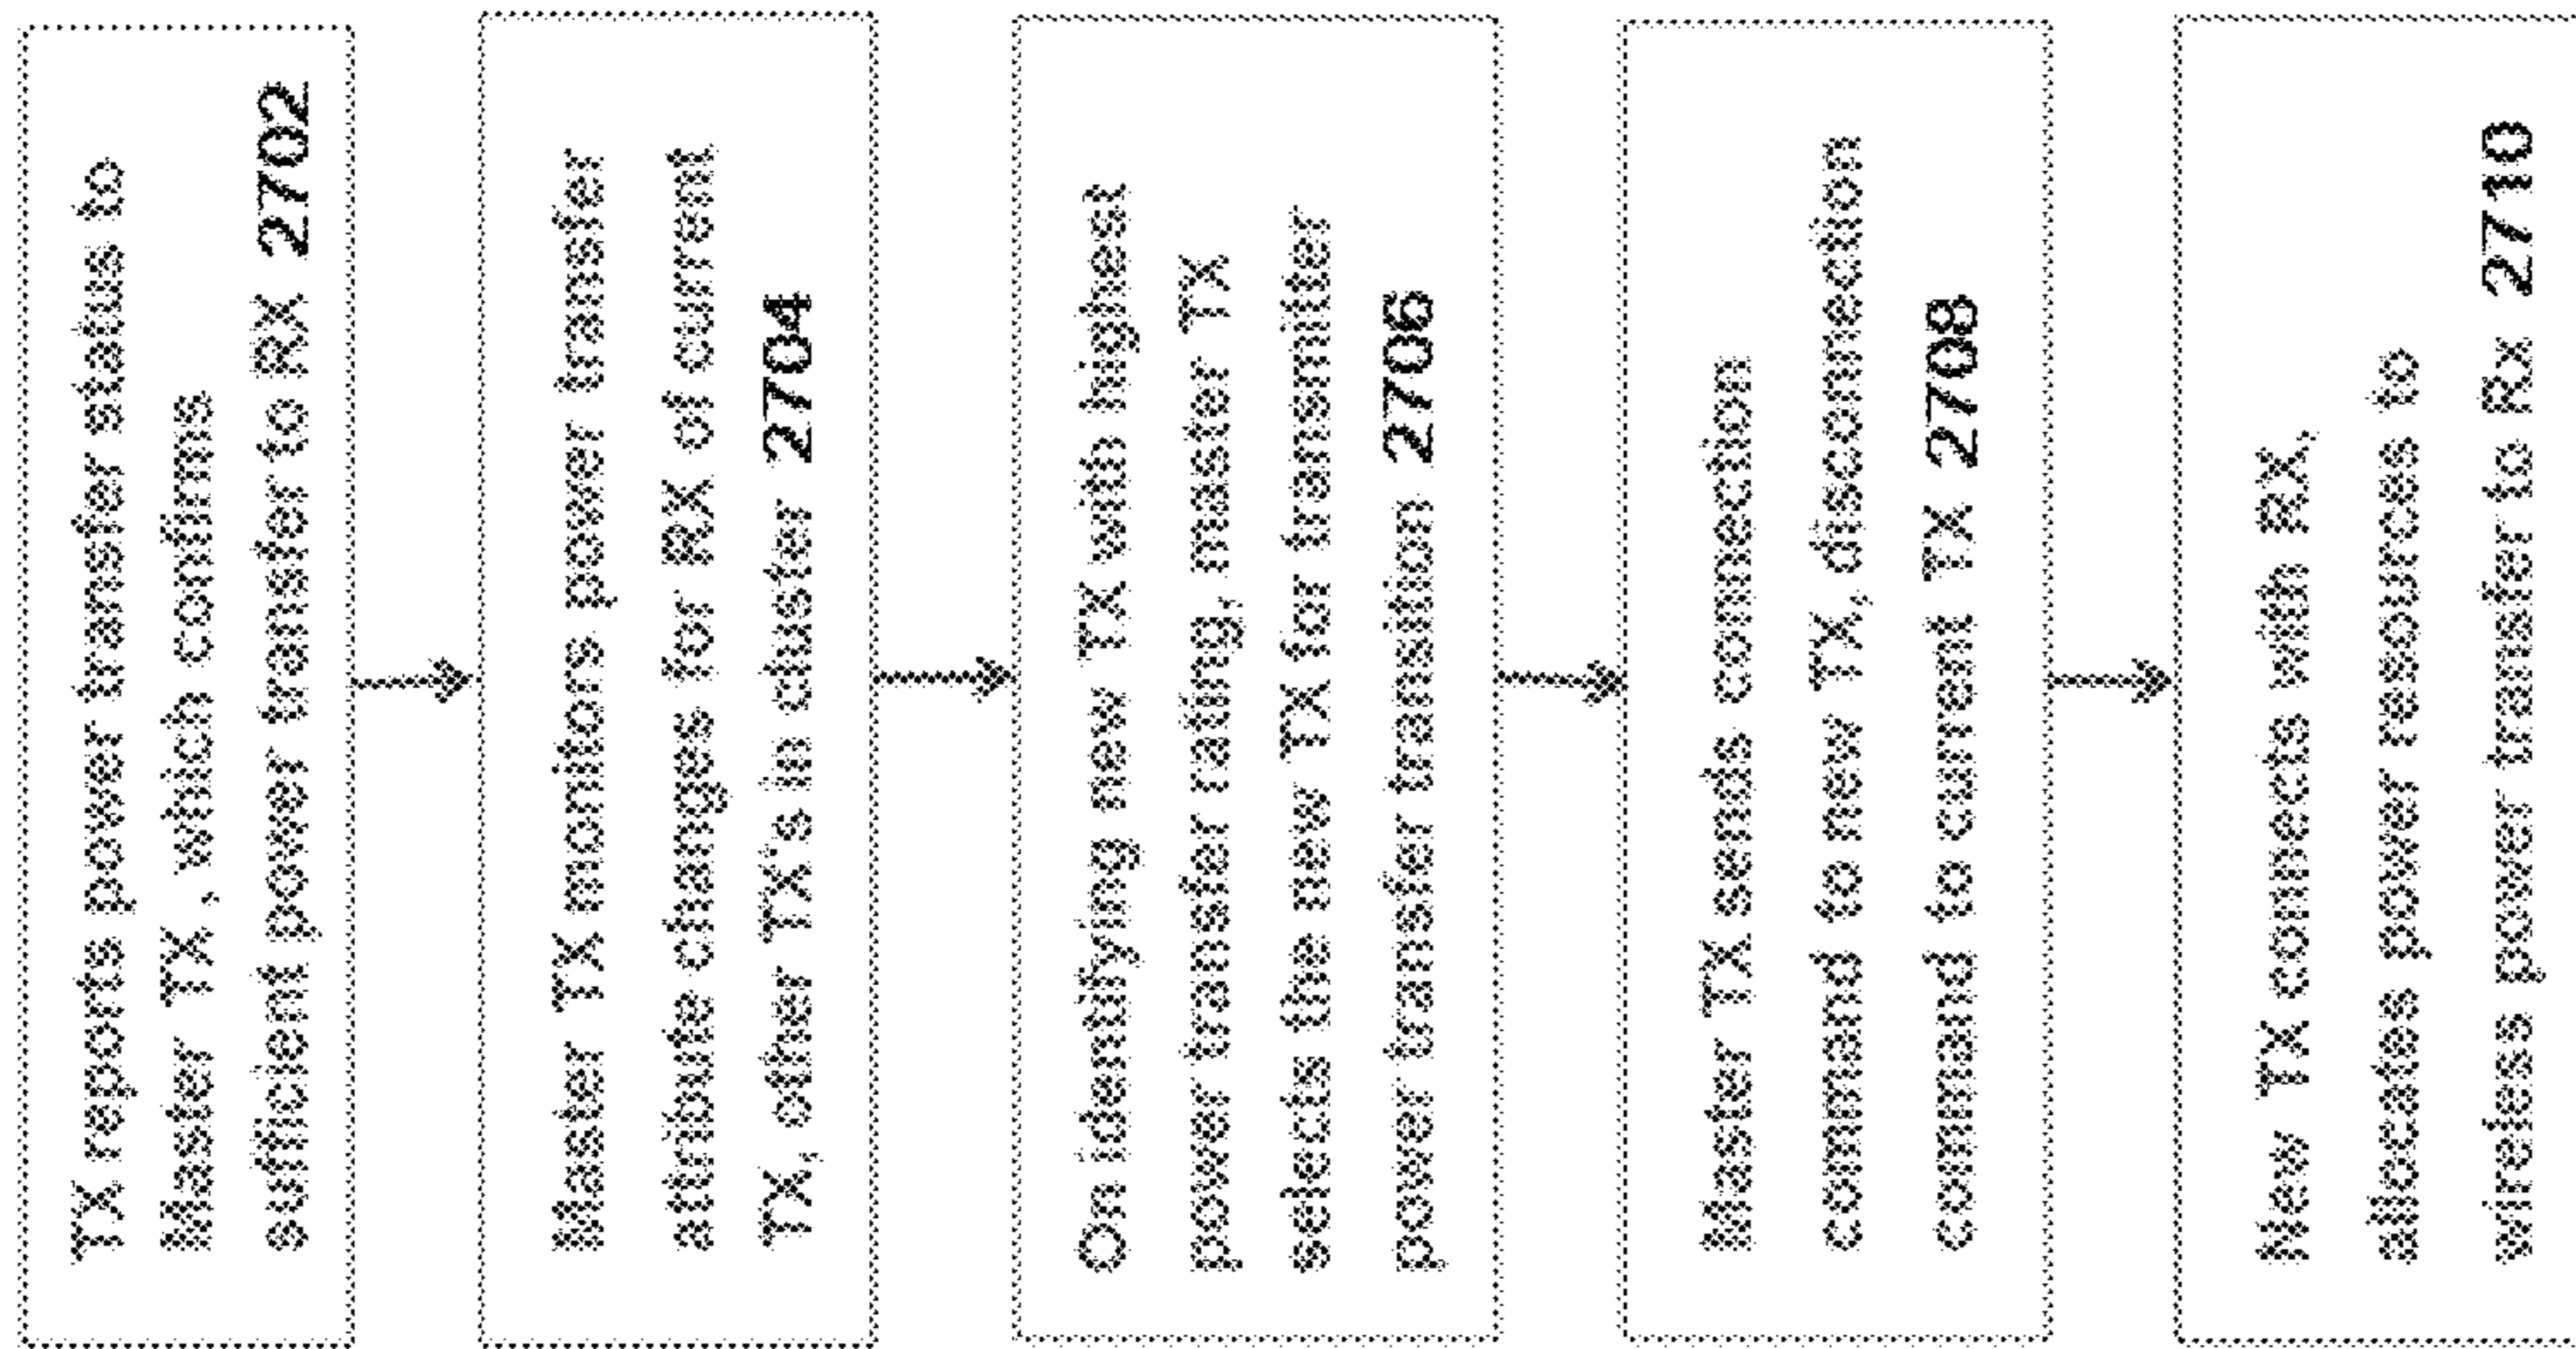 TX reports power transfer status to
Master TX, which confirms
sufficient power transfer to RX 2702
Master TX monitors power transfer
attribute changes for RX of current
TX, other TX's in cluster 2704
On identifying new TX with highest
power transfer rating, master TX
selects the new TX for transmitter
power transfer transition 2706
Master TX sends connection
command to new TX, disconnection
command to current TX 2708
New TX connects with RX,
allocates power resources to
wireless power transfer to Rx 2710